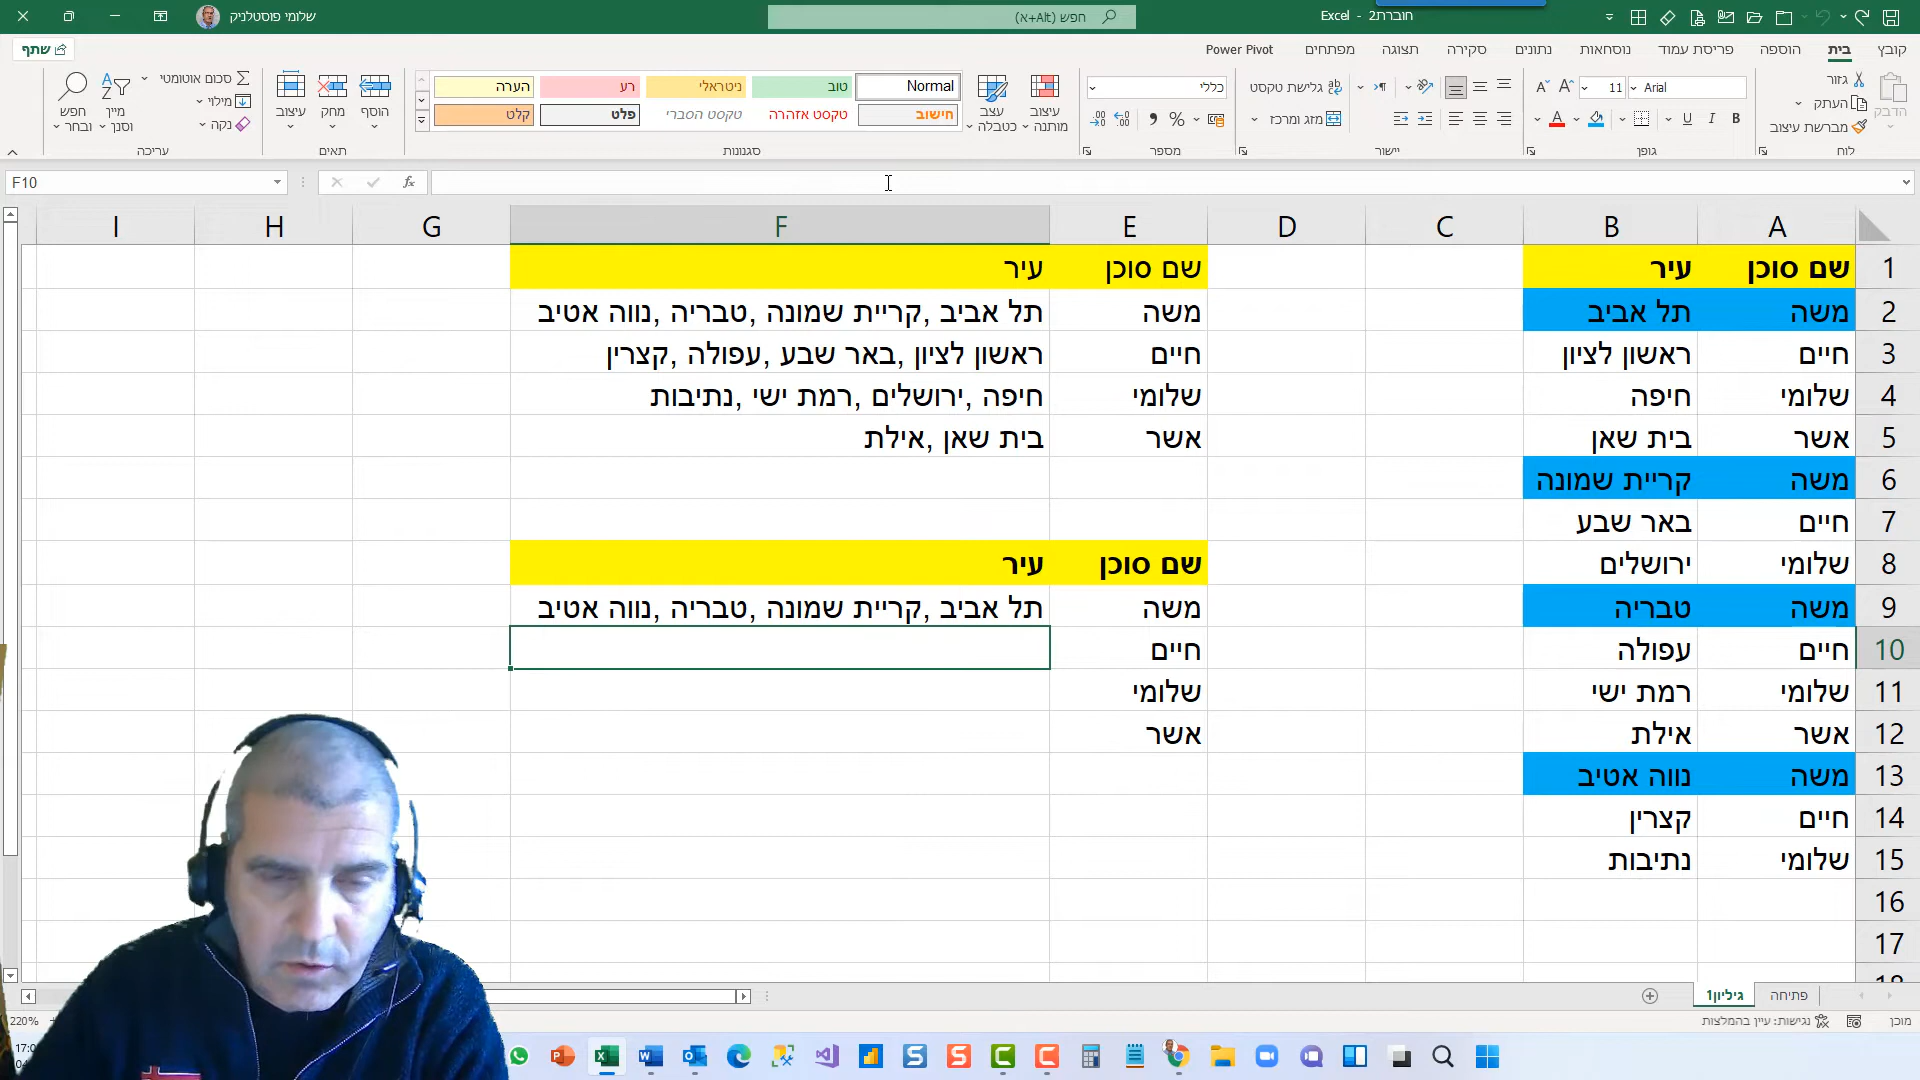 חוברת2 - Excel
חפש (Alt+א)
שלומי פוסטלניק
קובץ בית הוספה פריסת עמוד נוסחאות נתונים סקירה תצוגה מפתחים Power Pivot
שתף
הדבק
גזור
העתק
מברשת עיצוב
לוח
Arial 11
B I U
גופן
גלישת טקסט
מזג ומרכז
יישור
כללי
מספר
עיצוב מותנה
עצב כטבלה
Normal טוב ניטראלי רע הערה
חישוב טקסט אזהרה טקסט הסברי פלט קלט
סגנונות
הוסף מחק עיצוב
תאים
סכום אוטומטי
מילוי
נקה
מיין וסנן
חפש ובחר
עריכה
F10
fx
A B C D E F G H I
1 שם סוכן עיר שם סוכן עיר
2 משה תל אביב משה תל אביב ,קריית שמונה ,טבריה ,נווה אטיב
3 חיים ראשון לציון חיים ראשון לציון ,באר שבע ,עפולה ,קצרין
4 שלומי חיפה שלומי חיפה ,ירושלים ,רמת ישי ,נתיבות
5 אשר בית שאן אשר בית שאן ,אילת
6 משה קריית שמונה
7 חיים באר שבע
8 שלומי ירושלים שם סוכן עיר
9 משה טבריה משה תל אביב ,קריית שמונה ,טבריה ,נווה אטיב
10 חיים עפולה חיים
11 שלומי רמת ישי שלומי
12 אשר אילת אשר
13 משה נווה אטיב
14 חיים קצרין
15 שלומי נתיבות
16
17
פתיחה גיליון1
מוכן
נגישות: עיין בהמלצות
220%